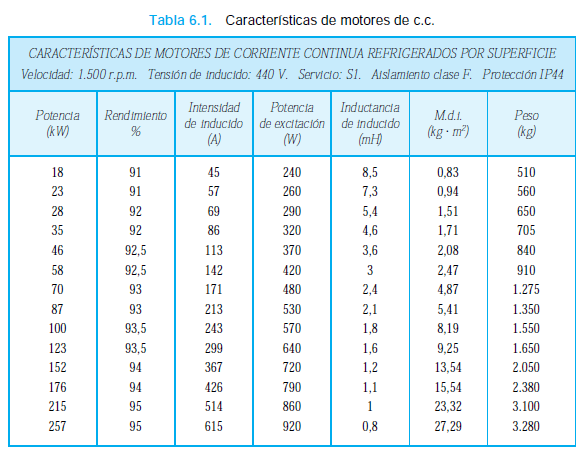 Tabla 6.1. Características de motores de c.c.
CARACTERÍSTICAS DE MOTORES DE CORRIENTE CONTINUA REFRIGERADOS POR SUPERFICIE
Velocidad: 1.500 r.p.m. Tensión de inducido: 440 V. Servicio: S1. Aislamiento clase F. Protección IP44
Potencia (kW) Rendimiento % Intensidad de inducido (A) Potencia de excitación (W) Inductancia de inducido (mH) M.d.i. (kg · m²) Peso (kg)
18 91 45 240 8,5 0,83 510
23 91 57 260 7,3 0,94 560
28 92 69 290 5,4 1,51 650
35 92 86 320 4,6 1,71 705
46 92,5 113 370 3,6 2,08 840
58 92,5 142 420 3 2,47 910
70 93 171 480 2,4 4,87 1.275
87 93 213 530 2,1 5,41 1.350
100 93,5 243 570 1,8 8,19 1.550
123 93,5 299 640 1,6 9,25 1.650
152 94 367 720 1,2 13,54 2.050
176 94 426 790 1,1 15,54 2.380
215 95 514 860 1 23,32 3.100
257 95 615 920 0,8 27,29 3.280